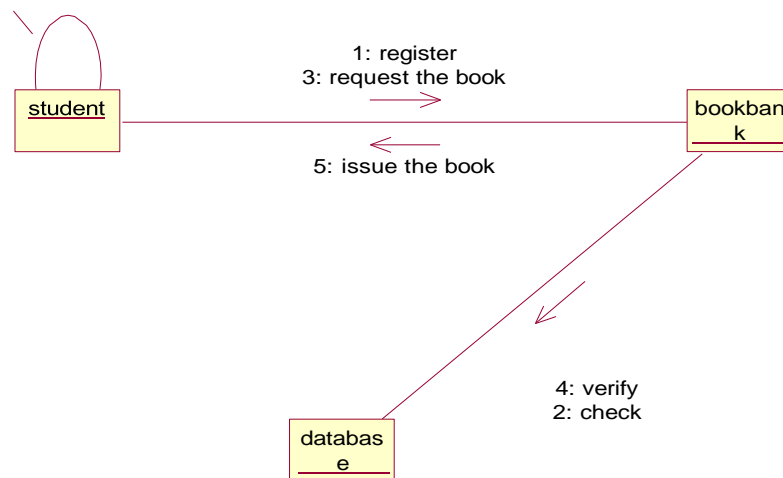 1: register
3: request the book
student
bookban
k
5: issue the book
4: verify
2: check
databas
e